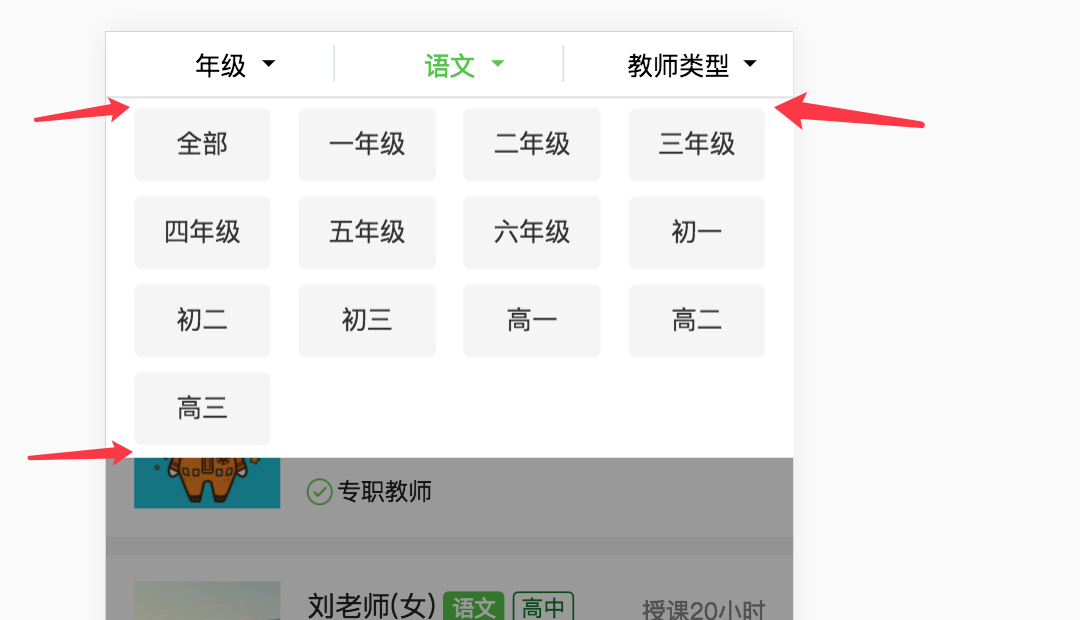 年级 语文 教师类型
全部 一年级 二年级 三年级
四年级 五年级 六年级 初一
初二 初三 高一 高二
高三
专职教师
刘老师(女) 语文 高中 授课20小时